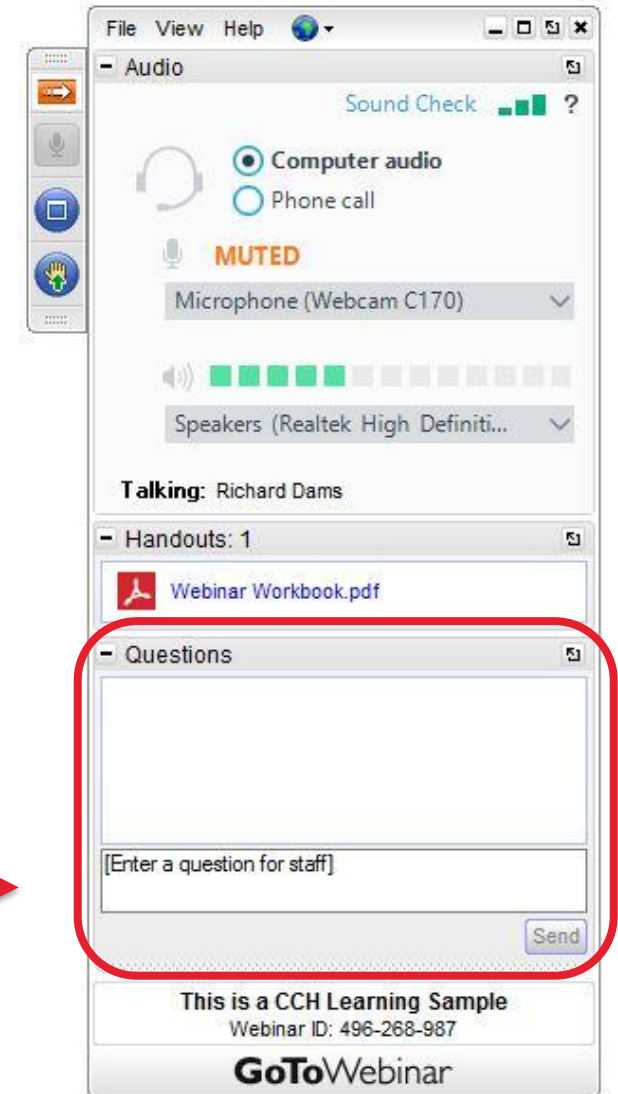 File View Help
Audio
Sound Check ?
Computer audio
Phone call
MUTED
Microphone (Webcam C170)
Speakers (Realtek High Definiti...
Talking: Richard Dams
Handouts: 1
Webinar Workbook.pdf
Questions
[Enter a question for staff]
Send
This is a CCH Learning Sample
Webinar ID: 496-268-987
GoToWebinar